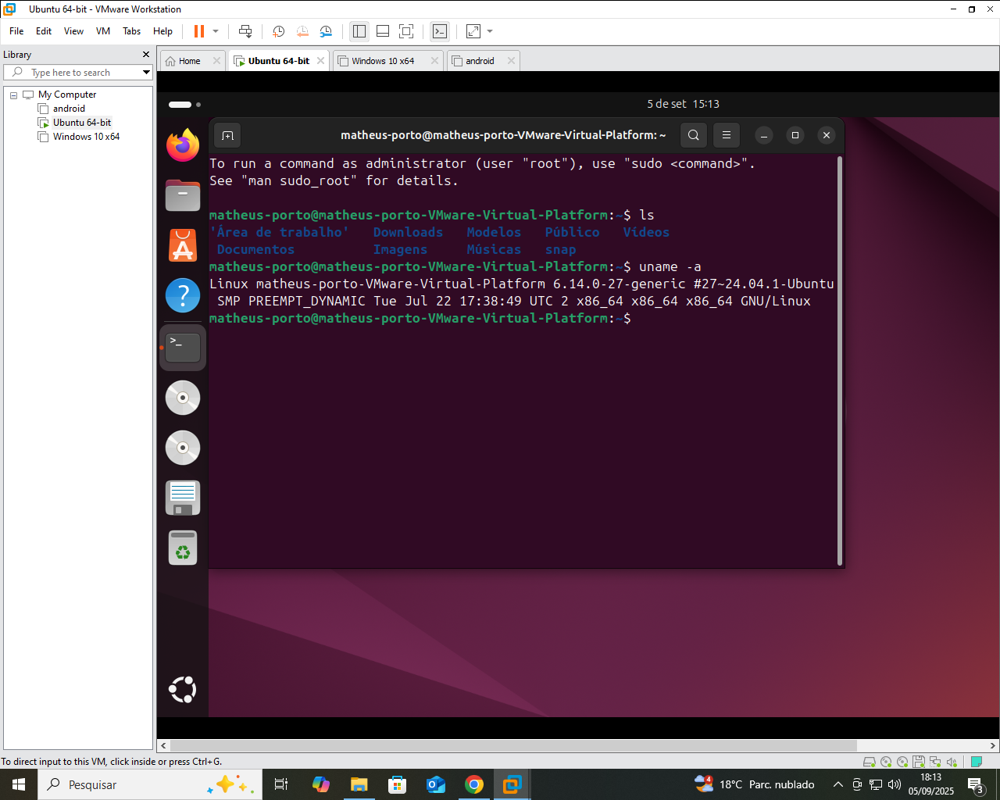 Ubuntu 64-bit - VMware Workstation
File Edit View VM Tabs Help
Library
Type here to search
My Computer
android
Ubuntu 64-bit
Windows 10 x64
Home
Ubuntu 64-bit
Windows 10 x64
android
5 de set 15:13
matheus-porto@matheus-porto-VMware-Virtual-Platform: ~
To run a command as administrator (user "root"), use "sudo <command>".
See "man sudo_root" for details.
matheus-porto@matheus-porto-VMware-Virtual-Platform:~$ ls
'Área de trabalho' Downloads Modelos Público Vídeos
Documentos Imagens Músicas snap
matheus-porto@matheus-porto-VMware-Virtual-Platform:~$ uname -a
Linux matheus-porto-VMware-Virtual-Platform 6.14.0-27-generic #27~24.04.1-Ubuntu
SMP PREEMPT_DYNAMIC Tue Jul 22 17:38:49 UTC 2 x86_64 x86_64 x86_64 GNU/Linux
matheus-porto@matheus-porto-VMware-Virtual-Platform:~$
>_
To direct input to this VM, click inside or press Ctrl+G.
Pesquisar
4
18°C Parc. nublado
18:13
05/09/2025
3